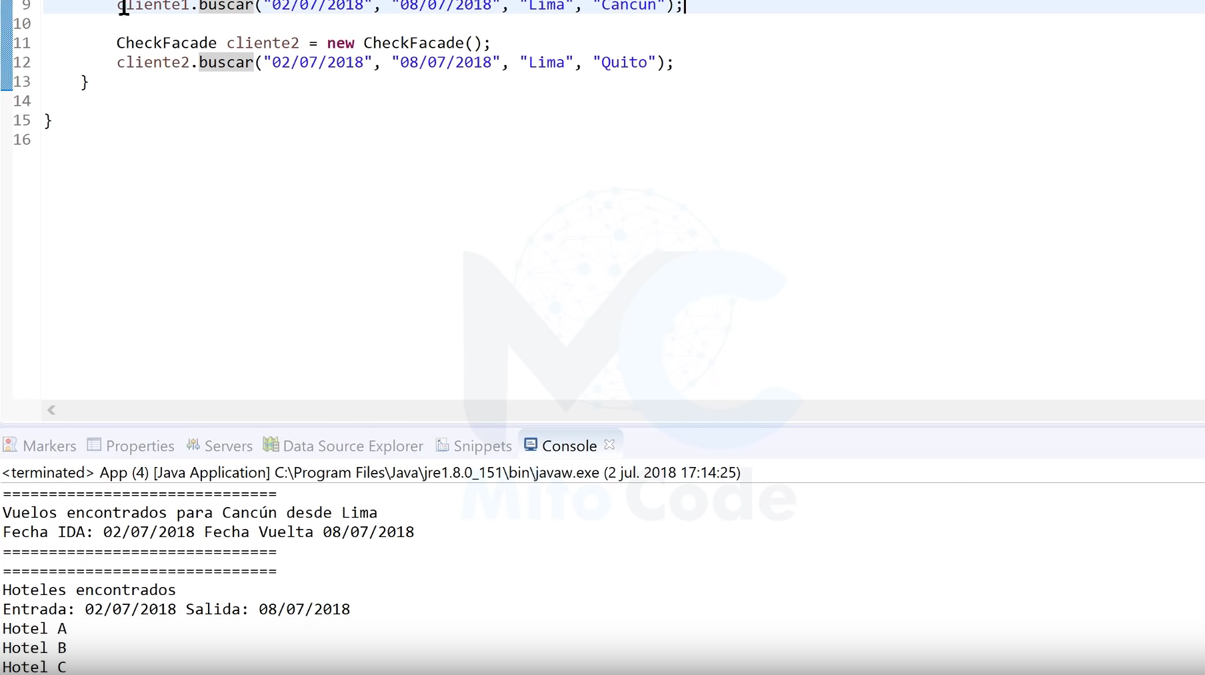 9 cliente1.buscar("02/07/2018", "08/07/2018", "Lima", "Cancún");
10
11 CheckFacade cliente2 = new CheckFacade();
12 cliente2.buscar("02/07/2018", "08/07/2018", "Lima", "Quito");
13 }
14
15 }
16
MC
Markers Properties Servers Data Source Explorer Snippets Console
<terminated> App (4) [Java Application] C:\Program Files\Java\jre1.8.0_151\bin\javaw.exe (2 jul. 2018 17:14:25)
Mito Code
==============================
Vuelos encontrados para Cancún desde Lima
Fecha IDA: 02/07/2018 Fecha Vuelta 08/07/2018
==============================
==============================
Hoteles encontrados
Entrada: 02/07/2018 Salida: 08/07/2018
Hotel A
Hotel B
Hotel C